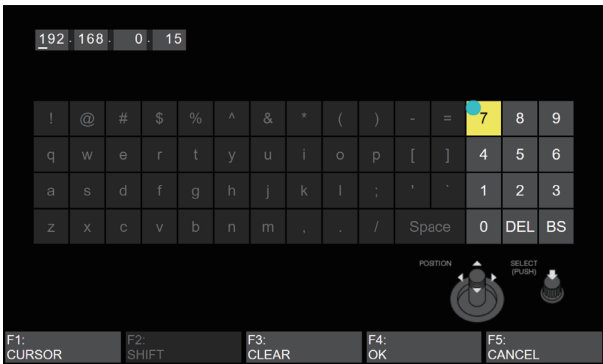 192. 168. 0. 15
! @ # $ % ^ & * ( ) - = 7 8 9
q w e r t y u i o p [ ] 4 5 6
a s d f g h j k l ; ' ` 1 2 3
z x c v b n m , . / Space 0 DEL BS
POSITION
SELECT
(PUSH)
F1:
CURSOR
F2:
SHIFT
F3:
CLEAR
F4:
OK
F5:
CANCEL